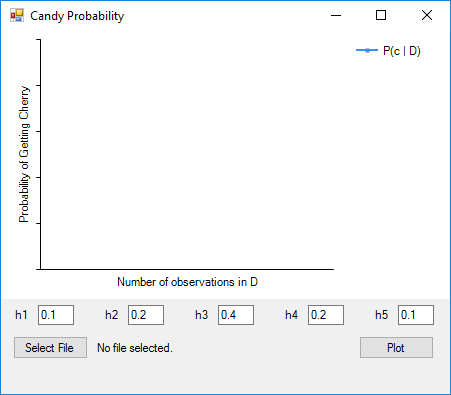 Candy Probability
P(c | D)
Probability of Getting Cherry
Number of observations in D
h1 0.1 h2 0.2 h3 0.4 h4 0.2 h5 0.1
Select File No file selected. Plot